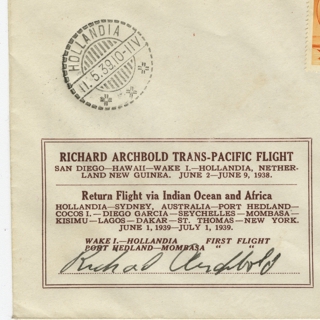 HOLLANDIA
11.5.39.10-11V
RICHARD ARCHBOLD TRANS-PACIFIC FLIGHT
SAN DIEGO—HAWAII—WAKE I.—HOLLANDIA, NETHER-
LAND NEW GUINEA. JUNE 2—JUNE 9, 1938.
Return Flight via Indian Ocean and Africa
HOLLANDIA—SYDNEY, AUSTRALIA—PORT HEDLAND—
COCOS I. — DIEGO GARCIA — SEYCHELLES — MOMBASA —
KISIMU — LAGOS — DAKAR — ST. THOMAS — NEW YORK.
JUNE 1, 1939—JULY 1, 1939.
WAKE I.—HOLLANDIA FIRST FLIGHT
PORT HEDLAND—MOMBASA " "
Richard Archbold